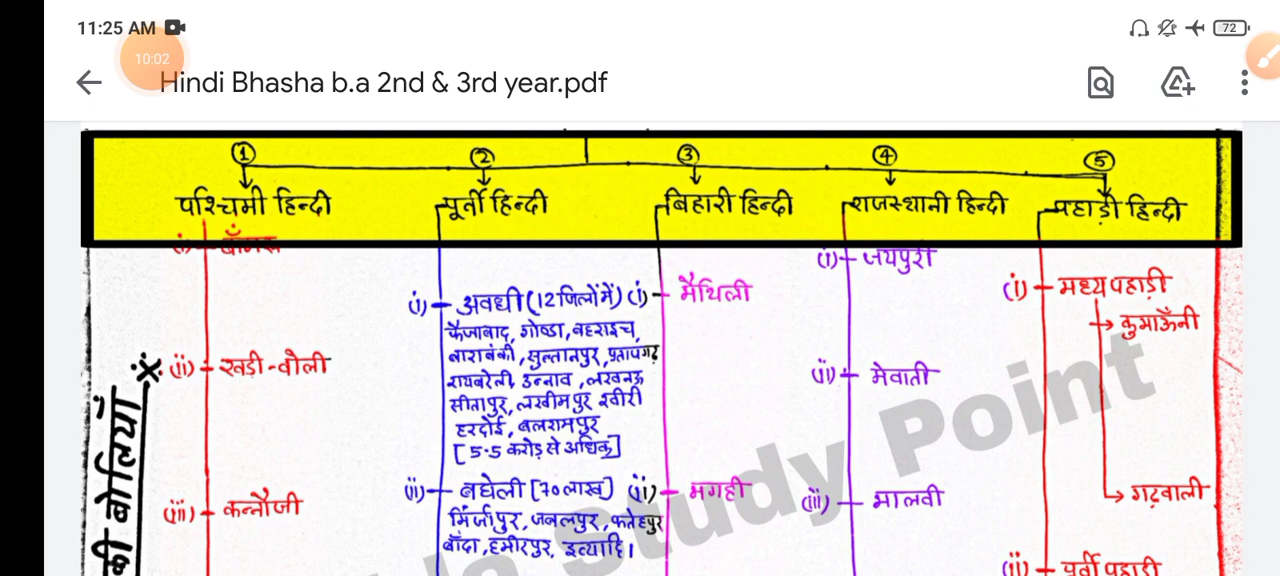 11:25 AM
72
10:02
Hindi Bhasha b.a 2nd & 3rd year.pdf
① ② ③ ④ ⑤
पश्चिमी हिन्दी
पूर्वी हिन्दी
बिहारी हिन्दी
राजस्थानी हिन्दी
पहाड़ी हिन्दी
की बोलियाँ
(ii) खड़ी-बोली
(iii) कन्नौजी
(i) अवधी (12 जिलों में)
फैजाबाद, गोण्डा, बहराइच,
बाराबंकी, सुल्तानपुर, प्रतापगढ़
रायबरेली, उन्नाव, लखनऊ
सीतापुर, लखीमपुर खीरी
हरदोई, बलरामपुर
[5.5 करोड़ से अधिक]
(ii) बघेली [70 लाख]
मिर्जापुर, जबलपुर, फतेहपुर
बाँदा, हमीरपुर, इत्यादि।
(i) मैथिली
(ii) मगही
(i) जयपुरी
(ii) मेवाती
(iii) मालवी
(i) मध्य पहाड़ी
कुमाऊँनी
गढ़वाली
(ii) पूर्वी पहाड़ी
Study Point